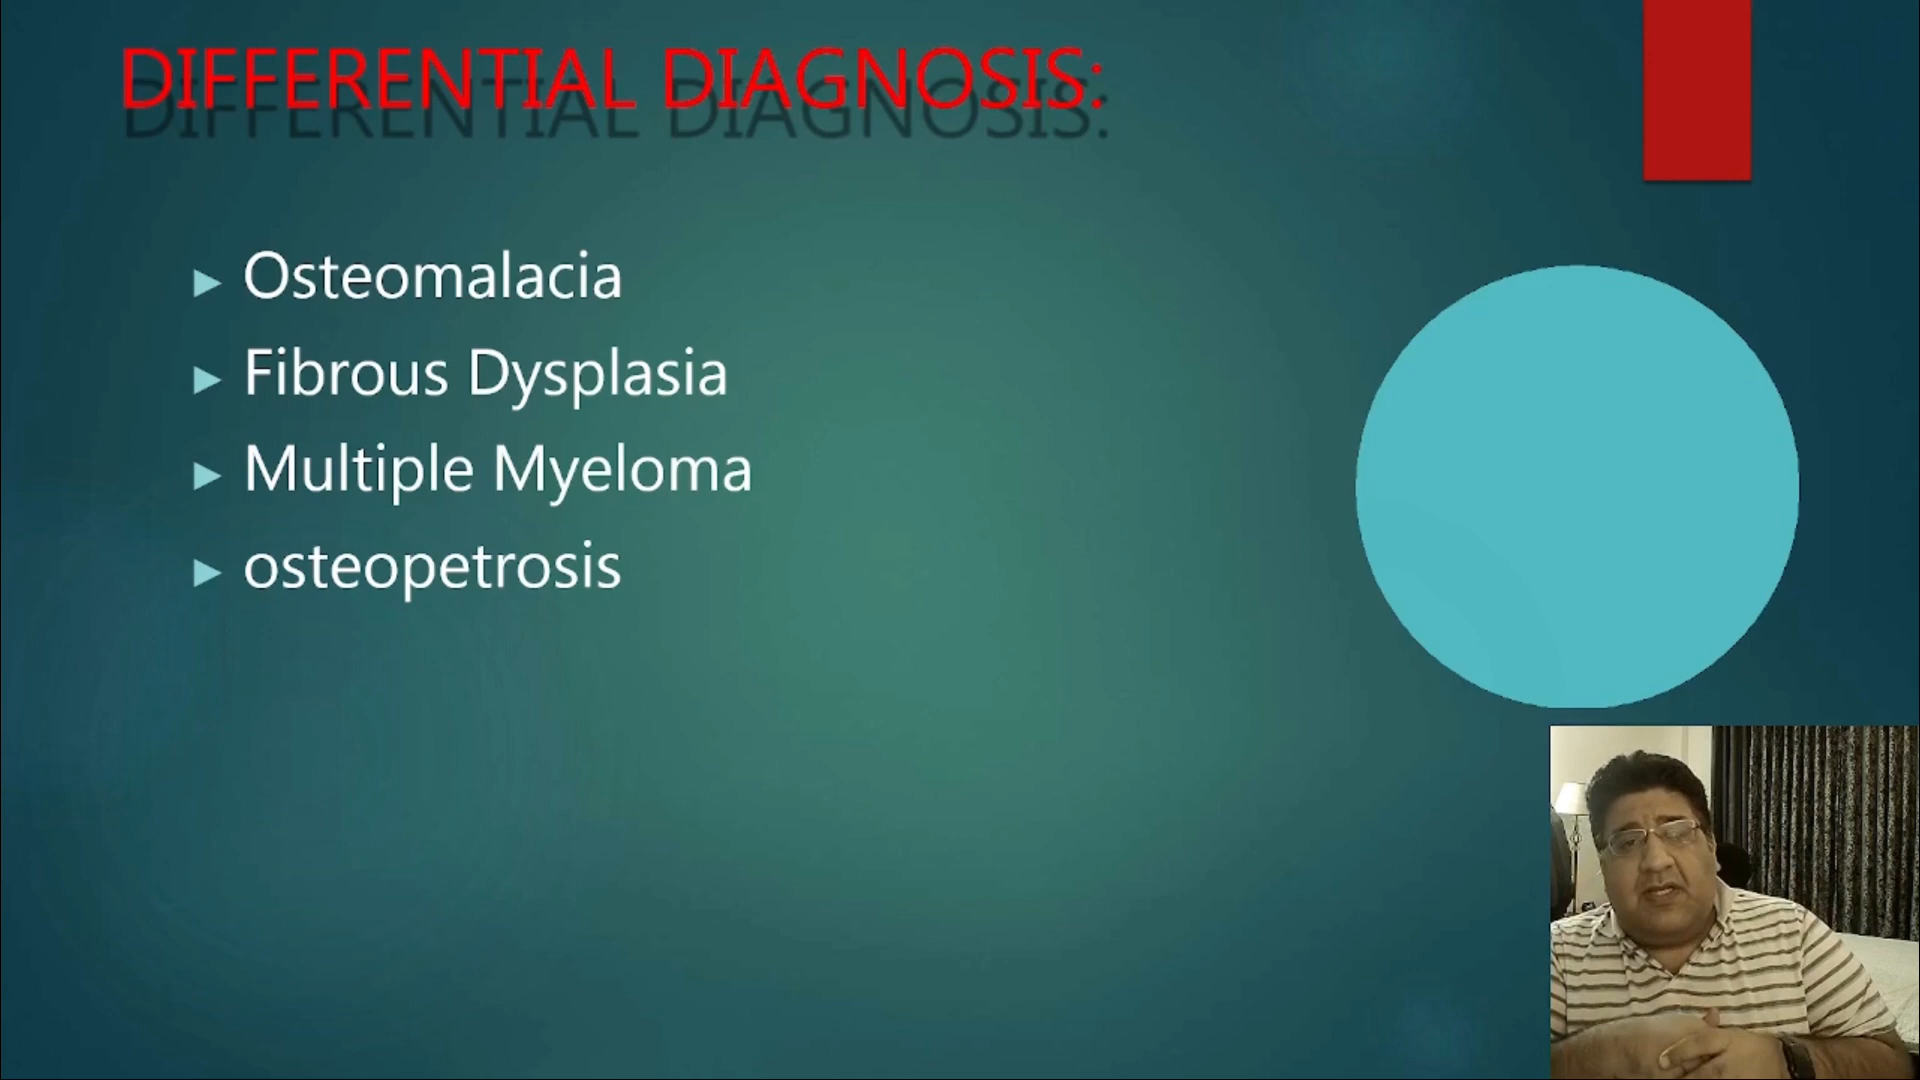 DIFFERENTIAL DIAGNOSIS:
Osteomalacia
Fibrous Dysplasia
Multiple Myeloma
osteopetrosis